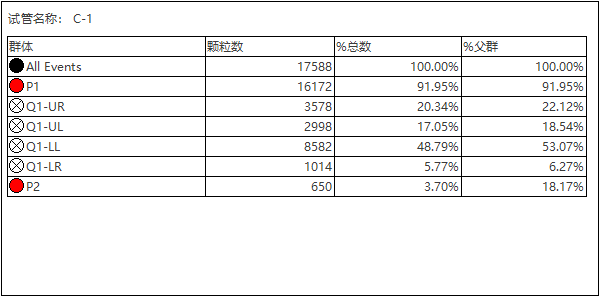 试管名称： C-1
群体 颗粒数 %总数 %父群
All Events 17588 100.00% 100.00%
P1 16172 91.95% 91.95%
Q1-UR 3578 20.34% 22.12%
Q1-UL 2998 17.05% 18.54%
Q1-LL 8582 48.79% 53.07%
Q1-LR 1014 5.77% 6.27%
P2 650 3.70% 18.17%